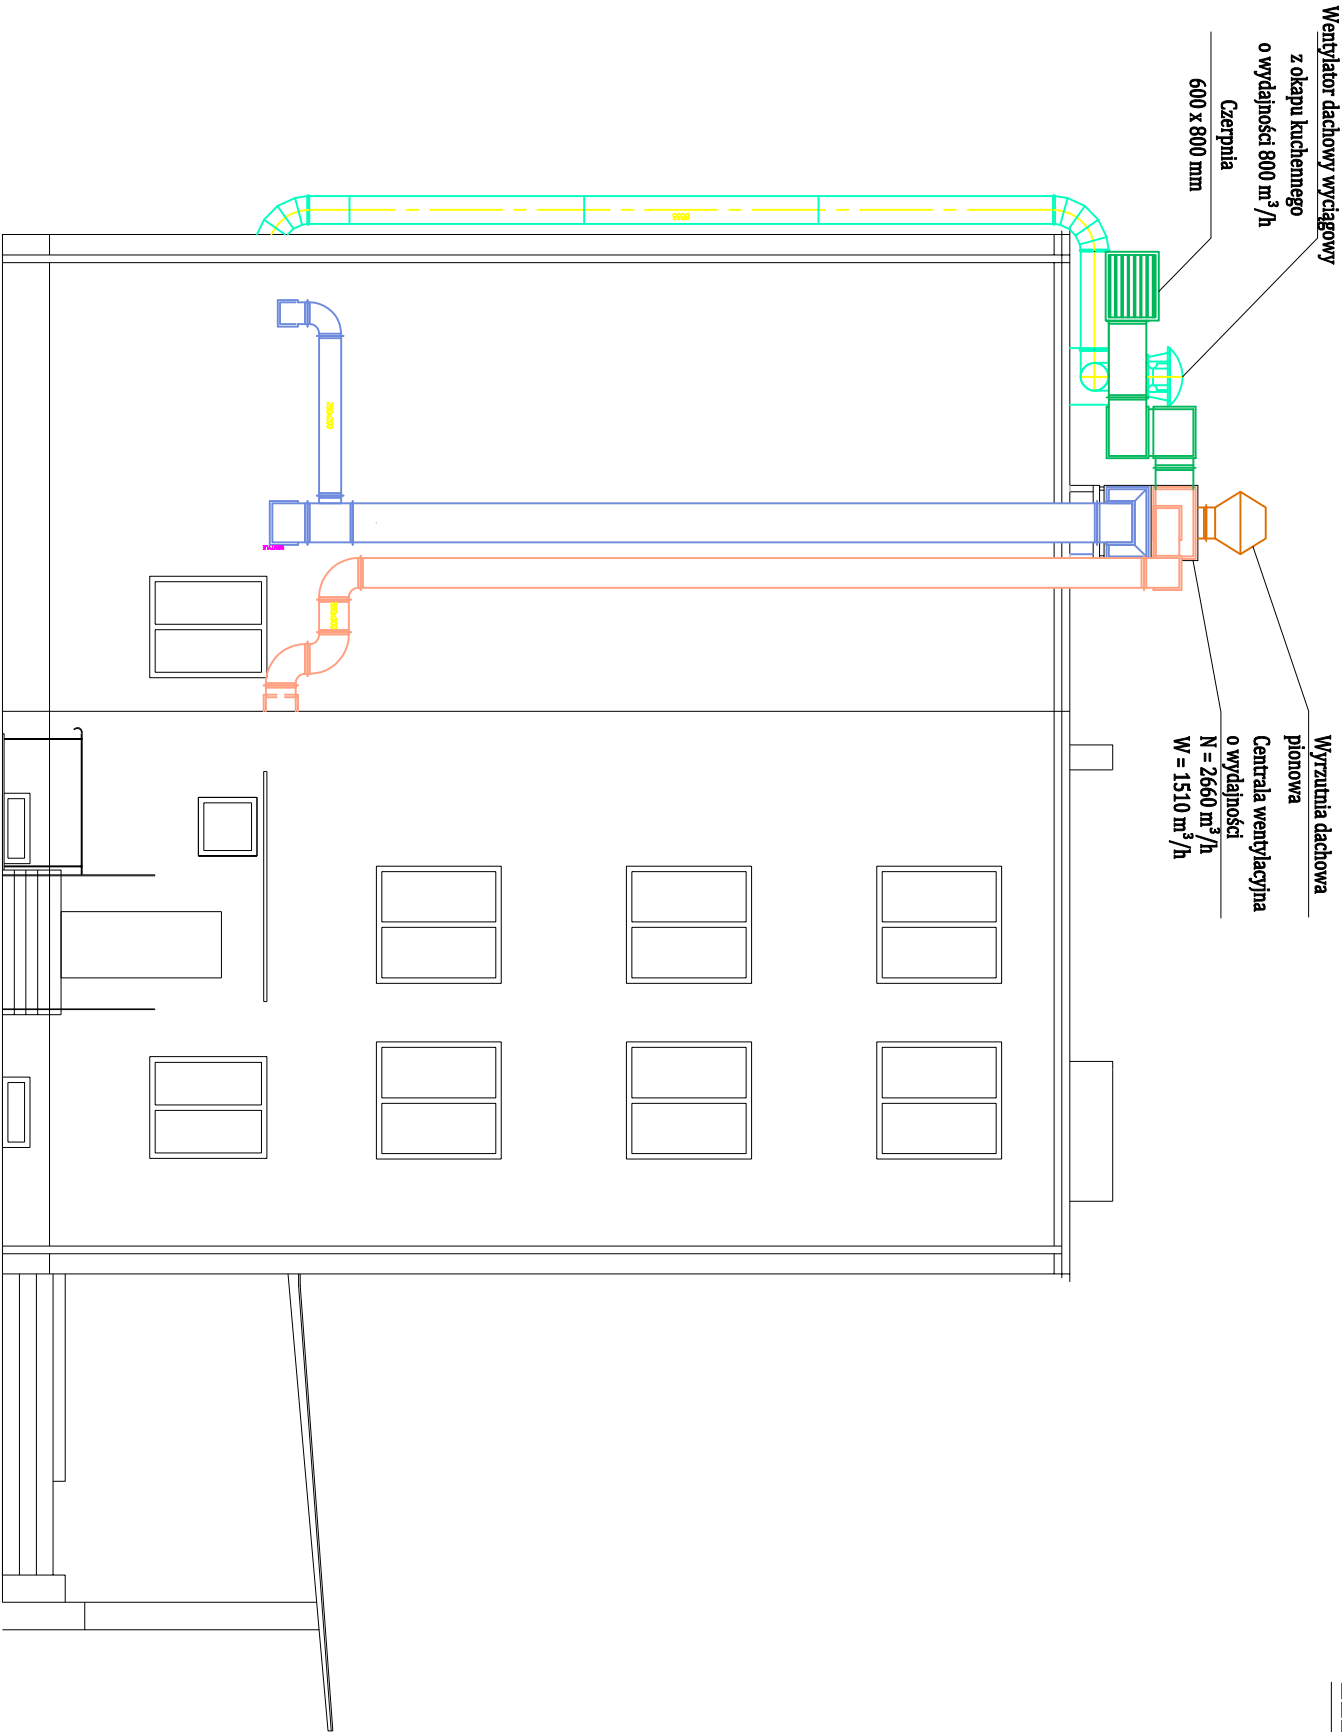 Wentylator dachowy wyciągowy
z okapu kuchennego
o wydajności 800 m³/h
Czerpnia
600 x 800 mm
Wyrzutnia dachowa
pionowa
Centrala wentylacyjna
o wydajności
N = 2660 m³/h
W = 1510 m³/h